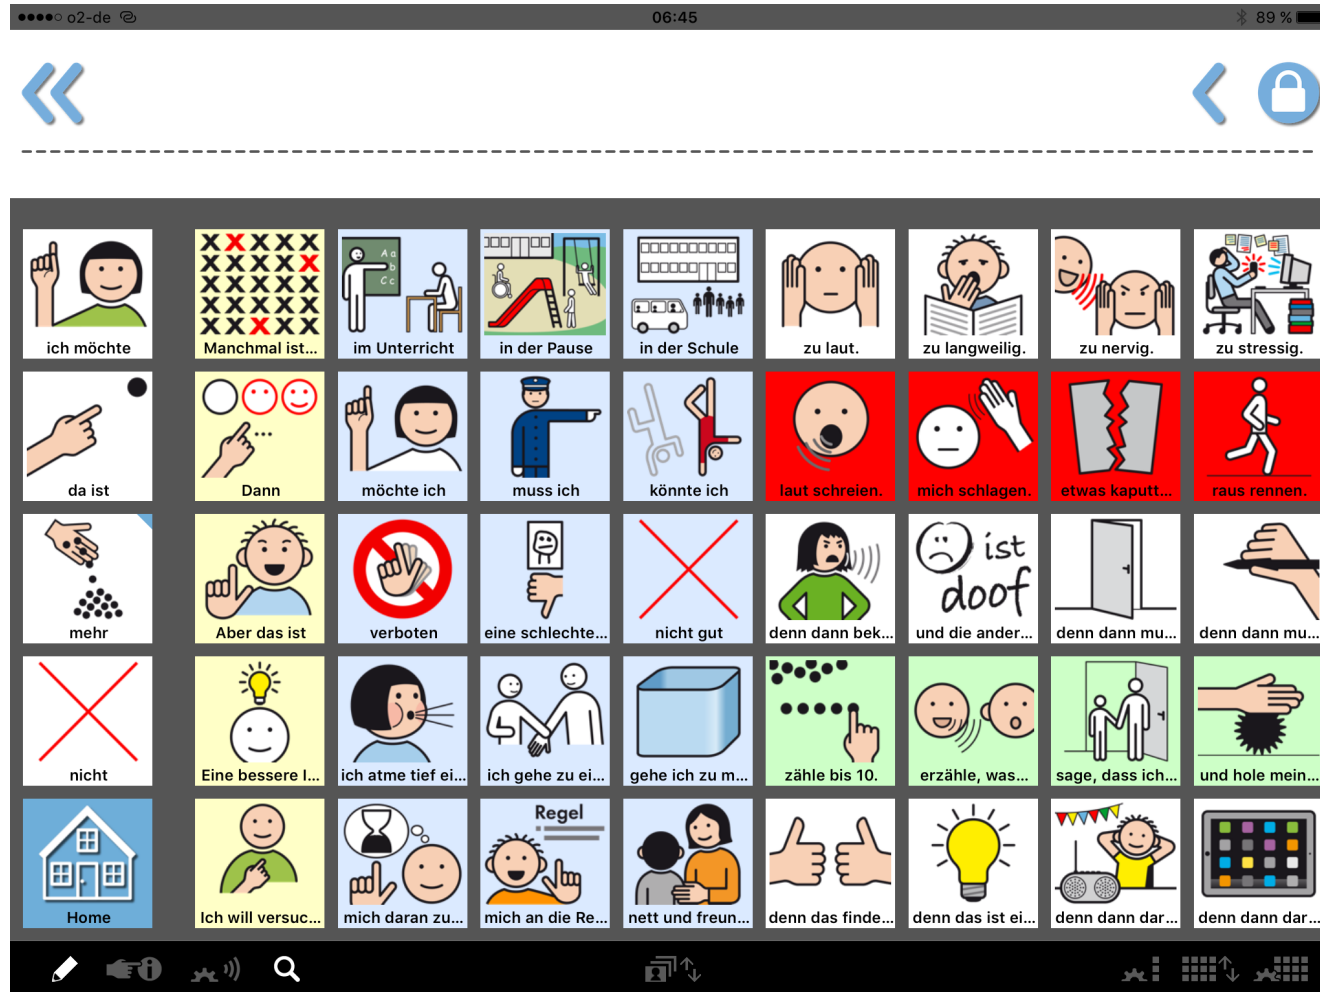 o2-de
06:45
89 %
ich möchte
Manchmal ist...
im Unterricht
in der Pause
in der Schule
zu laut.
zu langweilig.
zu nervig.
zu stressig.
A a
b
C c
da ist
Dann
möchte ich
muss ich
könnte ich
laut schreien.
mich schlagen.
etwas kaputt...
raus rennen.
mehr
Aber das ist
verboten
eine schlechte...
nicht gut
denn dann bek...
ist
doof
und die ander...
denn dann mu...
denn dann mu...
nicht
Eine bessere I...
ich atme tief ei...
ich gehe zu ei...
gehe ich zu m...
zähle bis 10.
erzähle, was...
sage, dass ich...
und hole mein...
Home
Ich will versuc...
mich daran zu...
Regel
mich an die Re...
nett und freun...
denn das finde...
denn das ist ei...
denn dann dar...
denn dann dar...